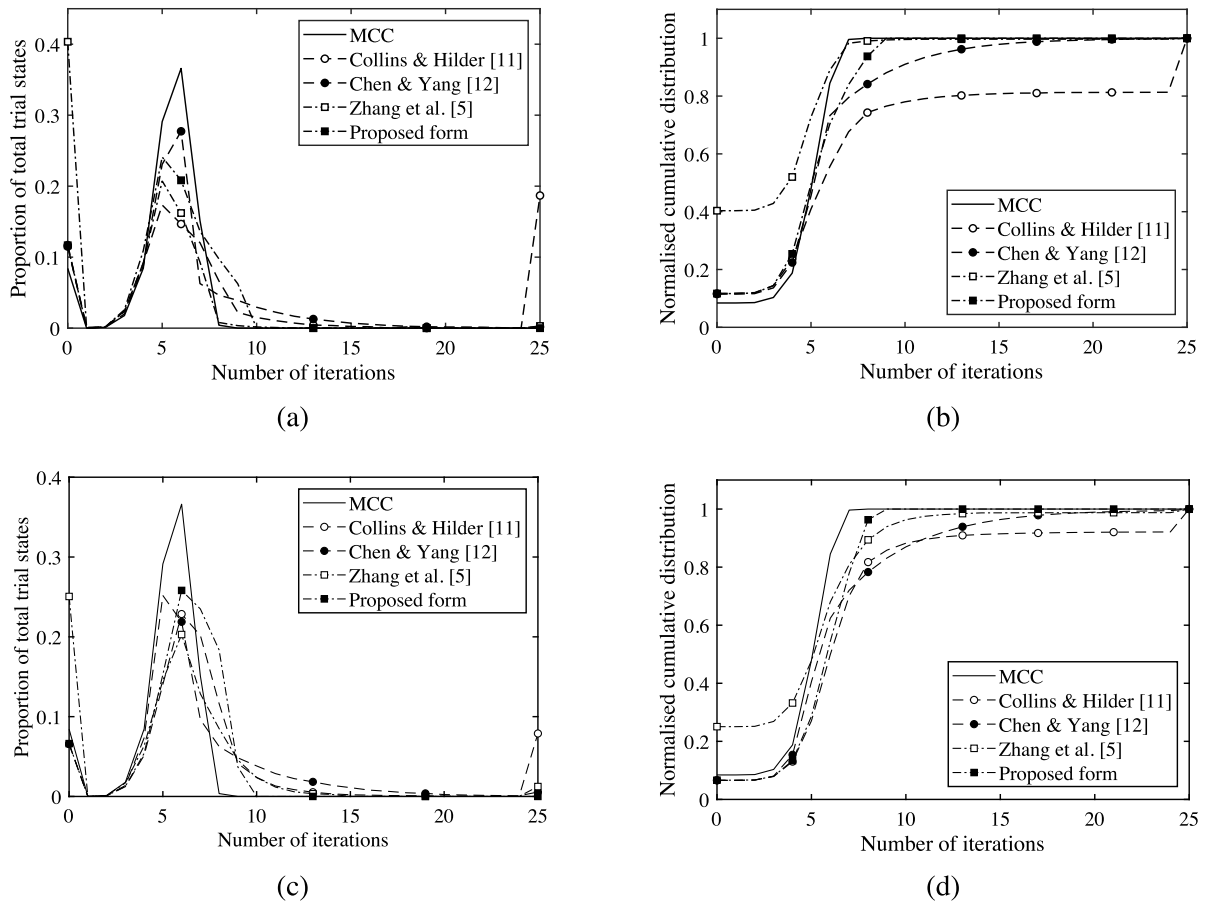 Proportion of total trial states
0.4
0.3
0.2
0.1
0
0
5
10
15
20
25
Number of iterations
MCC
Collins & Hilder [11]
Chen & Yang [12]
Zhang et al. [5]
Proposed form
(a)
Normalised cumulative distribution
1
0.8
0.6
0.4
0.2
0
0
5
10
15
20
25
Number of iterations
MCC
Collins & Hilder [11]
Chen & Yang [12]
Zhang et al. [5]
Proposed form
(b)
Proportion of total trial states
0.4
0.3
0.2
0.1
0
0
5
10
15
20
25
Number of iterations
MCC
Collins & Hilder [11]
Chen & Yang [12]
Zhang et al. [5]
Proposed form
(c)
Normalised cumulative distribution
1
0.8
0.6
0.4
0.2
0
0
5
10
15
20
25
Number of iterations
MCC
Collins & Hilder [11]
Chen & Yang [12]
Zhang et al. [5]
Proposed form
(d)